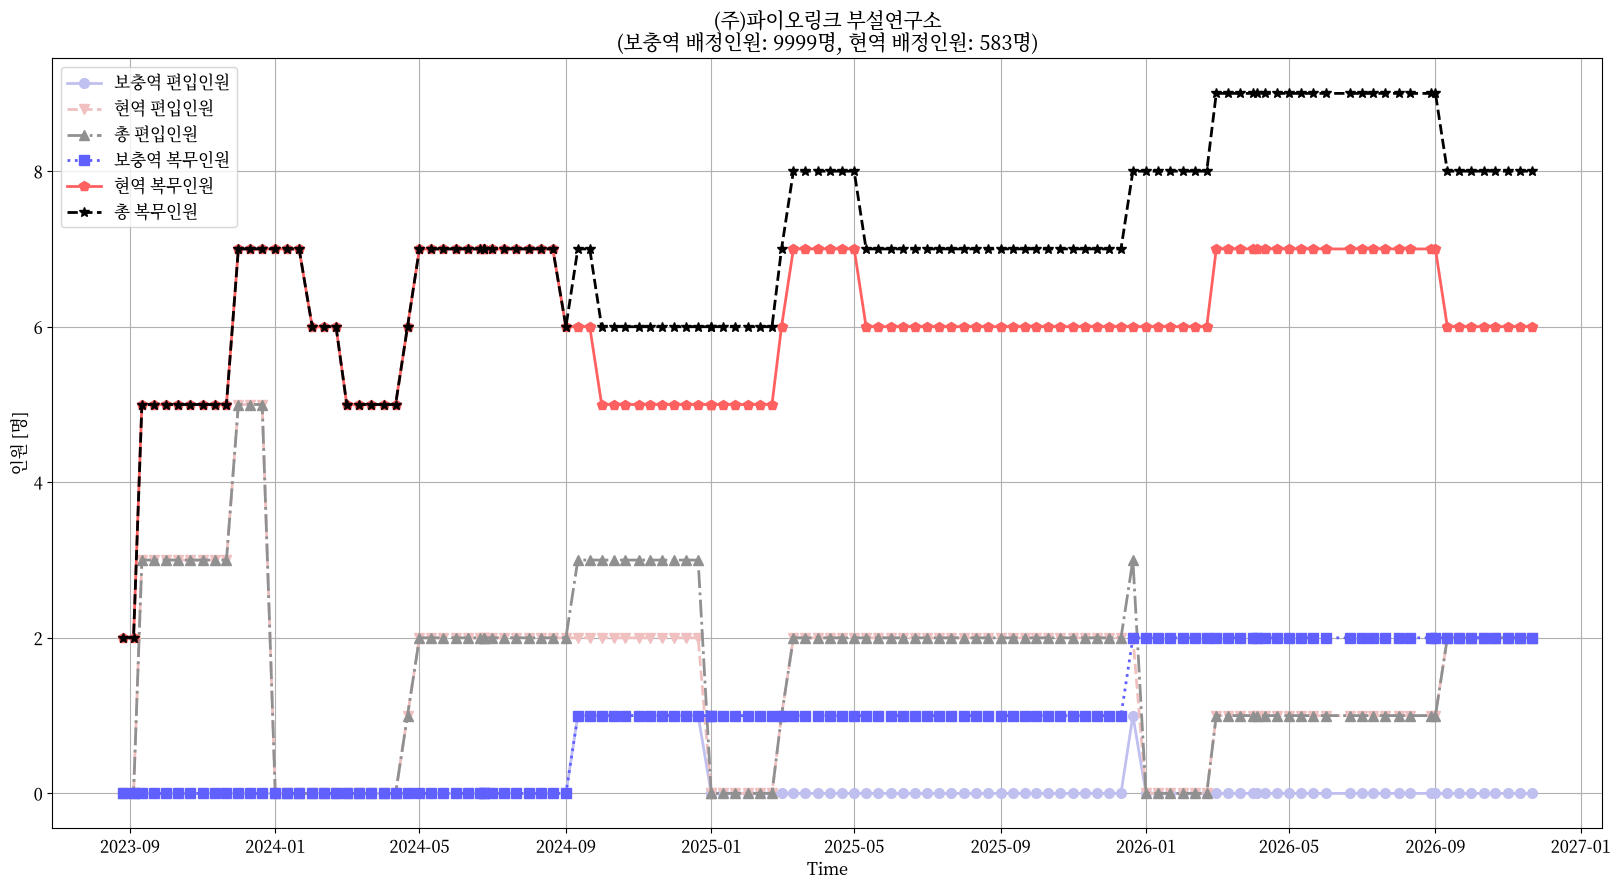 (주)파이오링크 부설연구소
(보충역 배정인원: 9999명, 현역 배정인원: 583명)
보충역 편입인원
현역 편입인원
총 편입인원
보충역 복무인원
현역 복무인원
총 복무인원
인원 [명]
8
6
4
2
0
2023-09 2024-01 2024-05 2024-09 2025-01 2025-05 2025-09 2026-01 2026-05 2026-09 2027-01
Time